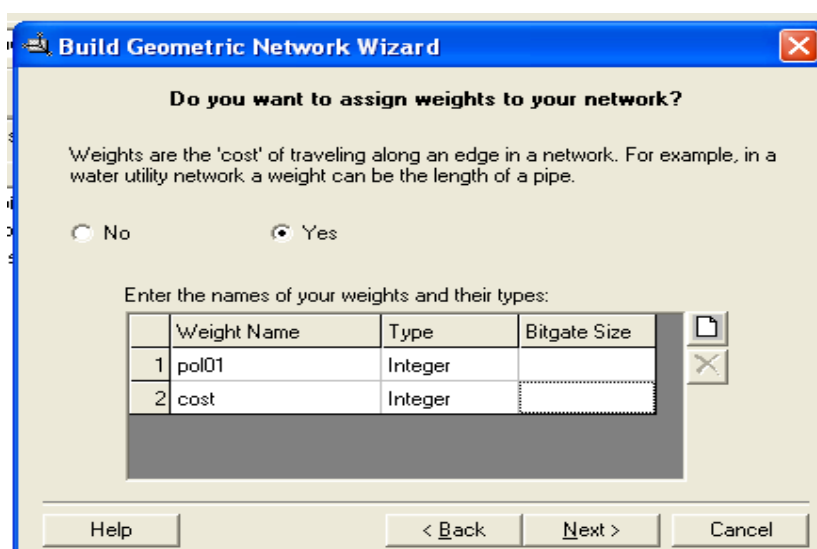 Build Geometric Network Wizard
Do you want to assign weights to your network?
Weights are the 'cost' of traveling along an edge in a network. For example, in a
water utility network a weight can be the length of a pipe.
No Yes
Enter the names of your weights and their types:
Weight Name Type Bitgate Size
1 pol01 Integer
2 cost Integer
Help < Back Next > Cancel